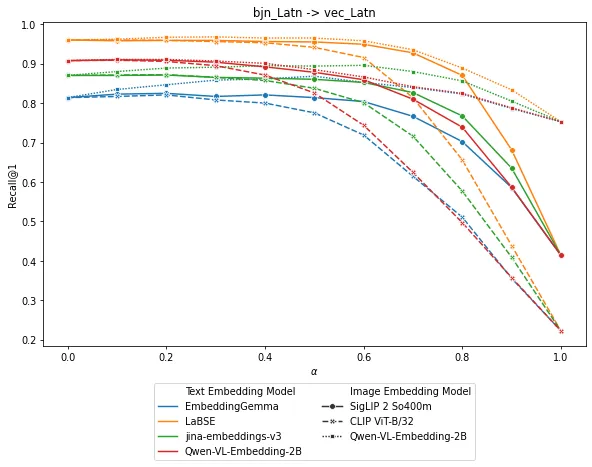 bjn_Latn -> vec_Latn
1.0
0.9
0.8
0.7
0.6
0.5
0.4
0.3
0.2
Recall@1
0.0 0.2 0.4 0.6 0.8 1.0
α
Text Embedding Model Image Embedding Model
EmbeddingGemma SigLIP 2 So400m
LaBSE CLIP ViT-B/32
jina-embeddings-v3 Qwen-VL-Embedding-2B
Qwen-VL-Embedding-2B